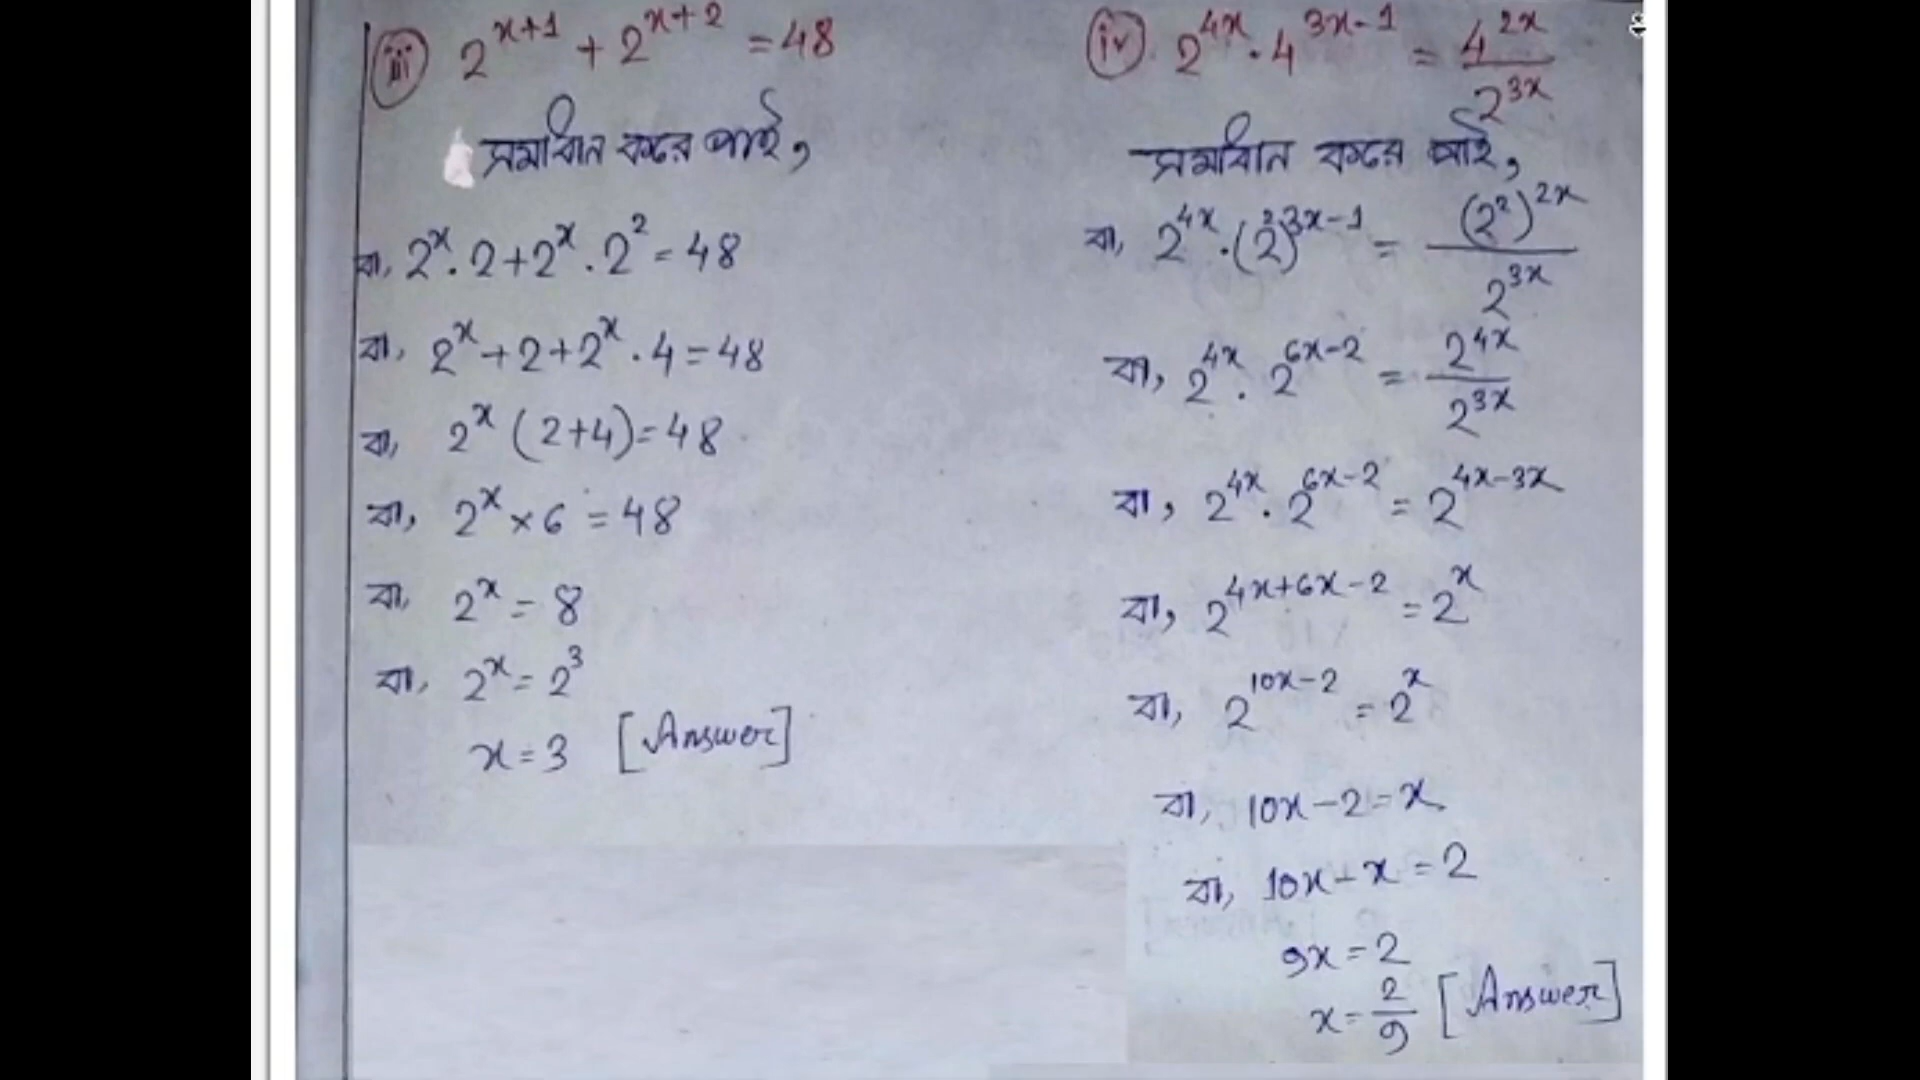 (iii) 2^{x+1} + 2^{x+2} = 48
সমাধান করে পাই,
বা, 2^x . 2 + 2^x . 2^2 = 48
বা, 2^x + 2 + 2^x . 4 = 48
বা, 2^x (2+4) = 48
বা, 2^x × 6 = 48
বা, 2^x = 8
বা, 2^x = 2^3
x = 3 [Answer]
(iv) 2^{4x} . 4^{3x-1} = 4^{2x} / 2^{3x}
সমাধান করে পাই,
বা, 2^{4x} . (2^2)^{3x-1} = (2^2)^{2x} / 2^{3x}
বা, 2^{4x} . 2^{6x-2} = 2^{4x} / 2^{3x}
বা, 2^{4x} . 2^{6x-2} = 2^{4x-3x}
বা, 2^{4x+6x-2} = 2^x
বা, 2^{10x-2} = 2^x
বা, 10x-2 = x
বা, 10x-x = 2
9x = 2
x = 2/9 [Answer]